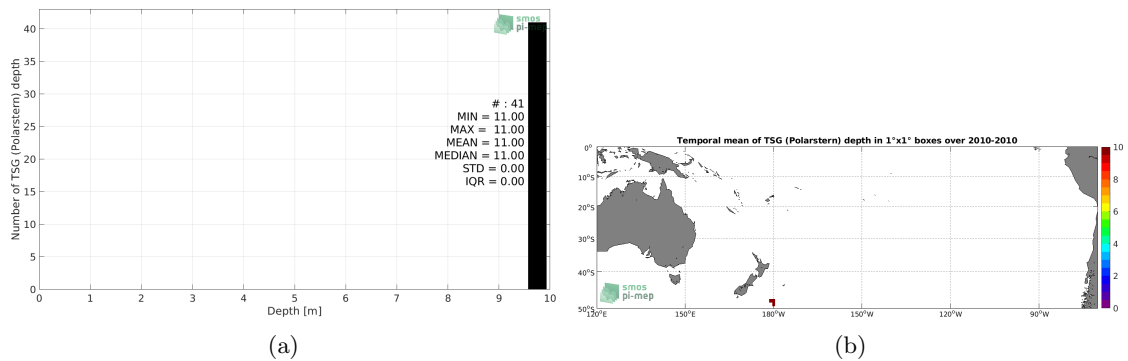 Number of TSG (Polarstern) depth
40
35
30
25
20
15
10
5
0
smos
pi-mep
# : 41
MIN = 11.00
MAX = 11.00
MEAN = 11.00
MEDIAN = 11.00
STD = 0.00
IQR = 0.00
0 1 2 3 4 5 6 7 8 9 10
Depth [m]
(a)
Temporal mean of TSG (Polarstern) depth in 1°x1° boxes over 2010-2010
0°
10°S
20°S
30°S
40°S
50°S
smos
pi-mep
120°E 150°E 180°W 150°W 120°W 90°W
10
8
6
4
2
0
(b)